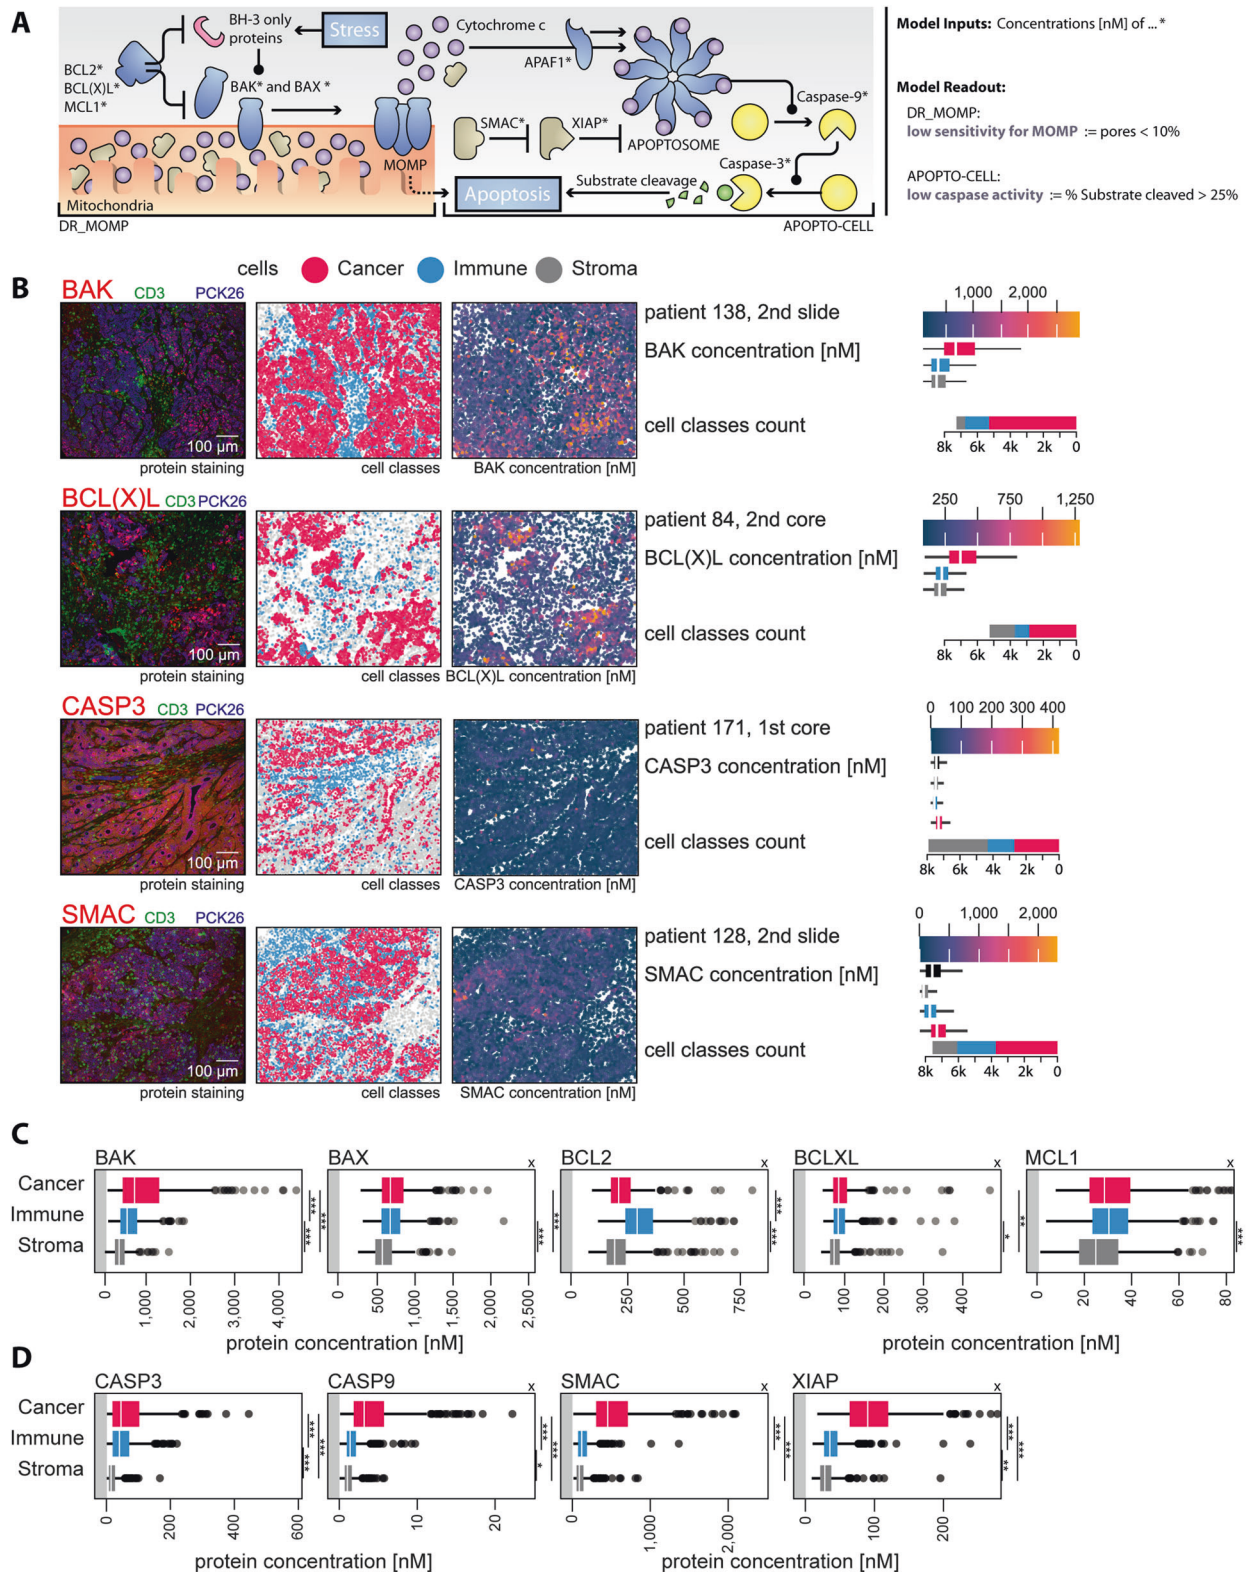 A
BH-3 only
proteins
Stress
Cytochrome c
APAF1*
BCL2*
BCL(X)L*
MCL1*
BAK* and BAX *
Caspase-9*
SMAC*
XIAP*
APOPTOSOME
MOMP
Caspase-3*
Apoptosis
Substrate cleavage
Mitochondria
DR_MOMP
APOPTO-CELL
Model Inputs: Concentrations [nM] of ... *
Model Readout:
DR_MOMP:
low sensitivity for MOMP := pores < 10%
APOPTO-CELL:
low caspase activity := % Substrate cleaved > 25%
cells Cancer Immune Stroma
B
BAK CD3 PCK26
100 µm
protein staining
cell classes
BAK concentration [nM]
patient 138, 2nd slide
BAK concentration [nM]
cell classes count
1,000 2,000
8k 6k 4k 2k 0
BCL(X)L CD3 PCK26
100 µm
protein staining
cell classes
BCL(X)L concentration [nM]
patient 84, 2nd core
BCL(X)L concentration [nM]
cell classes count
250 750 1,250
8k 6k 4k 2k 0
CASP3 CD3 PCK26
100 µm
protein staining
cell classes
CASP3 concentration [nM]
patient 171, 1st core
CASP3 concentration [nM]
cell classes count
0 100 200 300 400
8k 6k 4k 2k 0
SMAC CD3 PCK26
100 µm
protein staining
cell classes
SMAC concentration [nM]
patient 128, 2nd slide
SMAC concentration [nM]
cell classes count
0 1,000 2,000
8k 6k 4k 2k 0
C
BAK
BAX x
BCL2 x
BCLXL x
MCL1 x
Cancer
Immune
Stroma
*** *** ***
*** ***
*** ***
* **
***
0 1,000 2,000 3,000 4,000
0 500 1,000 1,500 2,000 2,500
0 250 500 750
0 100 200 300 400
0 20 40 60 80
protein concentration [nM]
protein concentration [nM]
D
CASP3
CASP9 x
SMAC x
XIAP x
Cancer
Immune
Stroma
*** *** ***
*** * ***
*** ***
*** ** ***
0 200 400 600
0 10 20
0 1,000 2,000
0 100 200
protein concentration [nM]
protein concentration [nM]